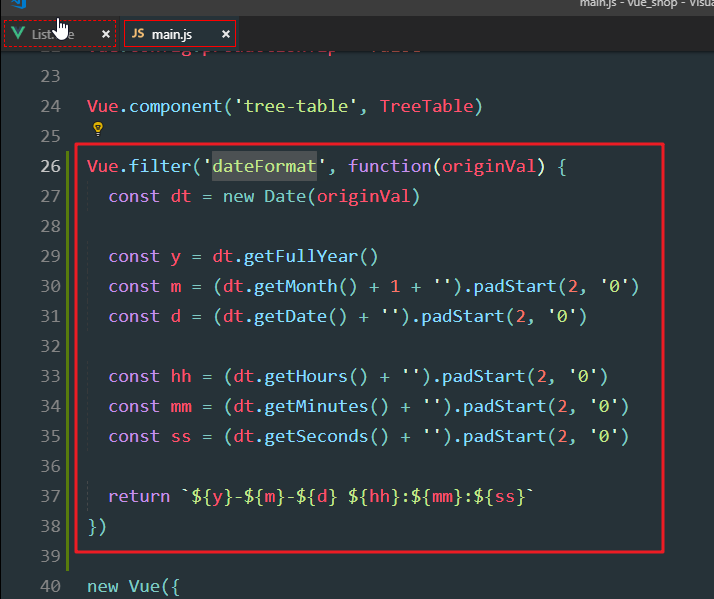 main.js - vue_shop - Visua
List.
JS main.js ×
23
24 Vue.component('tree-table', TreeTable)
25
26 Vue.filter('dateFormat', function(originVal) {
27 const dt = new Date(originVal)
28
29 const y = dt.getFullYear()
30 const m = (dt.getMonth() + 1 + '').padStart(2, '0')
31 const d = (dt.getDate() + '').padStart(2, '0')
32
33 const hh = (dt.getHours() + '').padStart(2, '0')
34 const mm = (dt.getMinutes() + '').padStart(2, '0')
35 const ss = (dt.getSeconds() + '').padStart(2, '0')
36
37 return `${y}-${m}-${d} ${hh}:${mm}:${ss}`
38 })
39
40 new Vue({